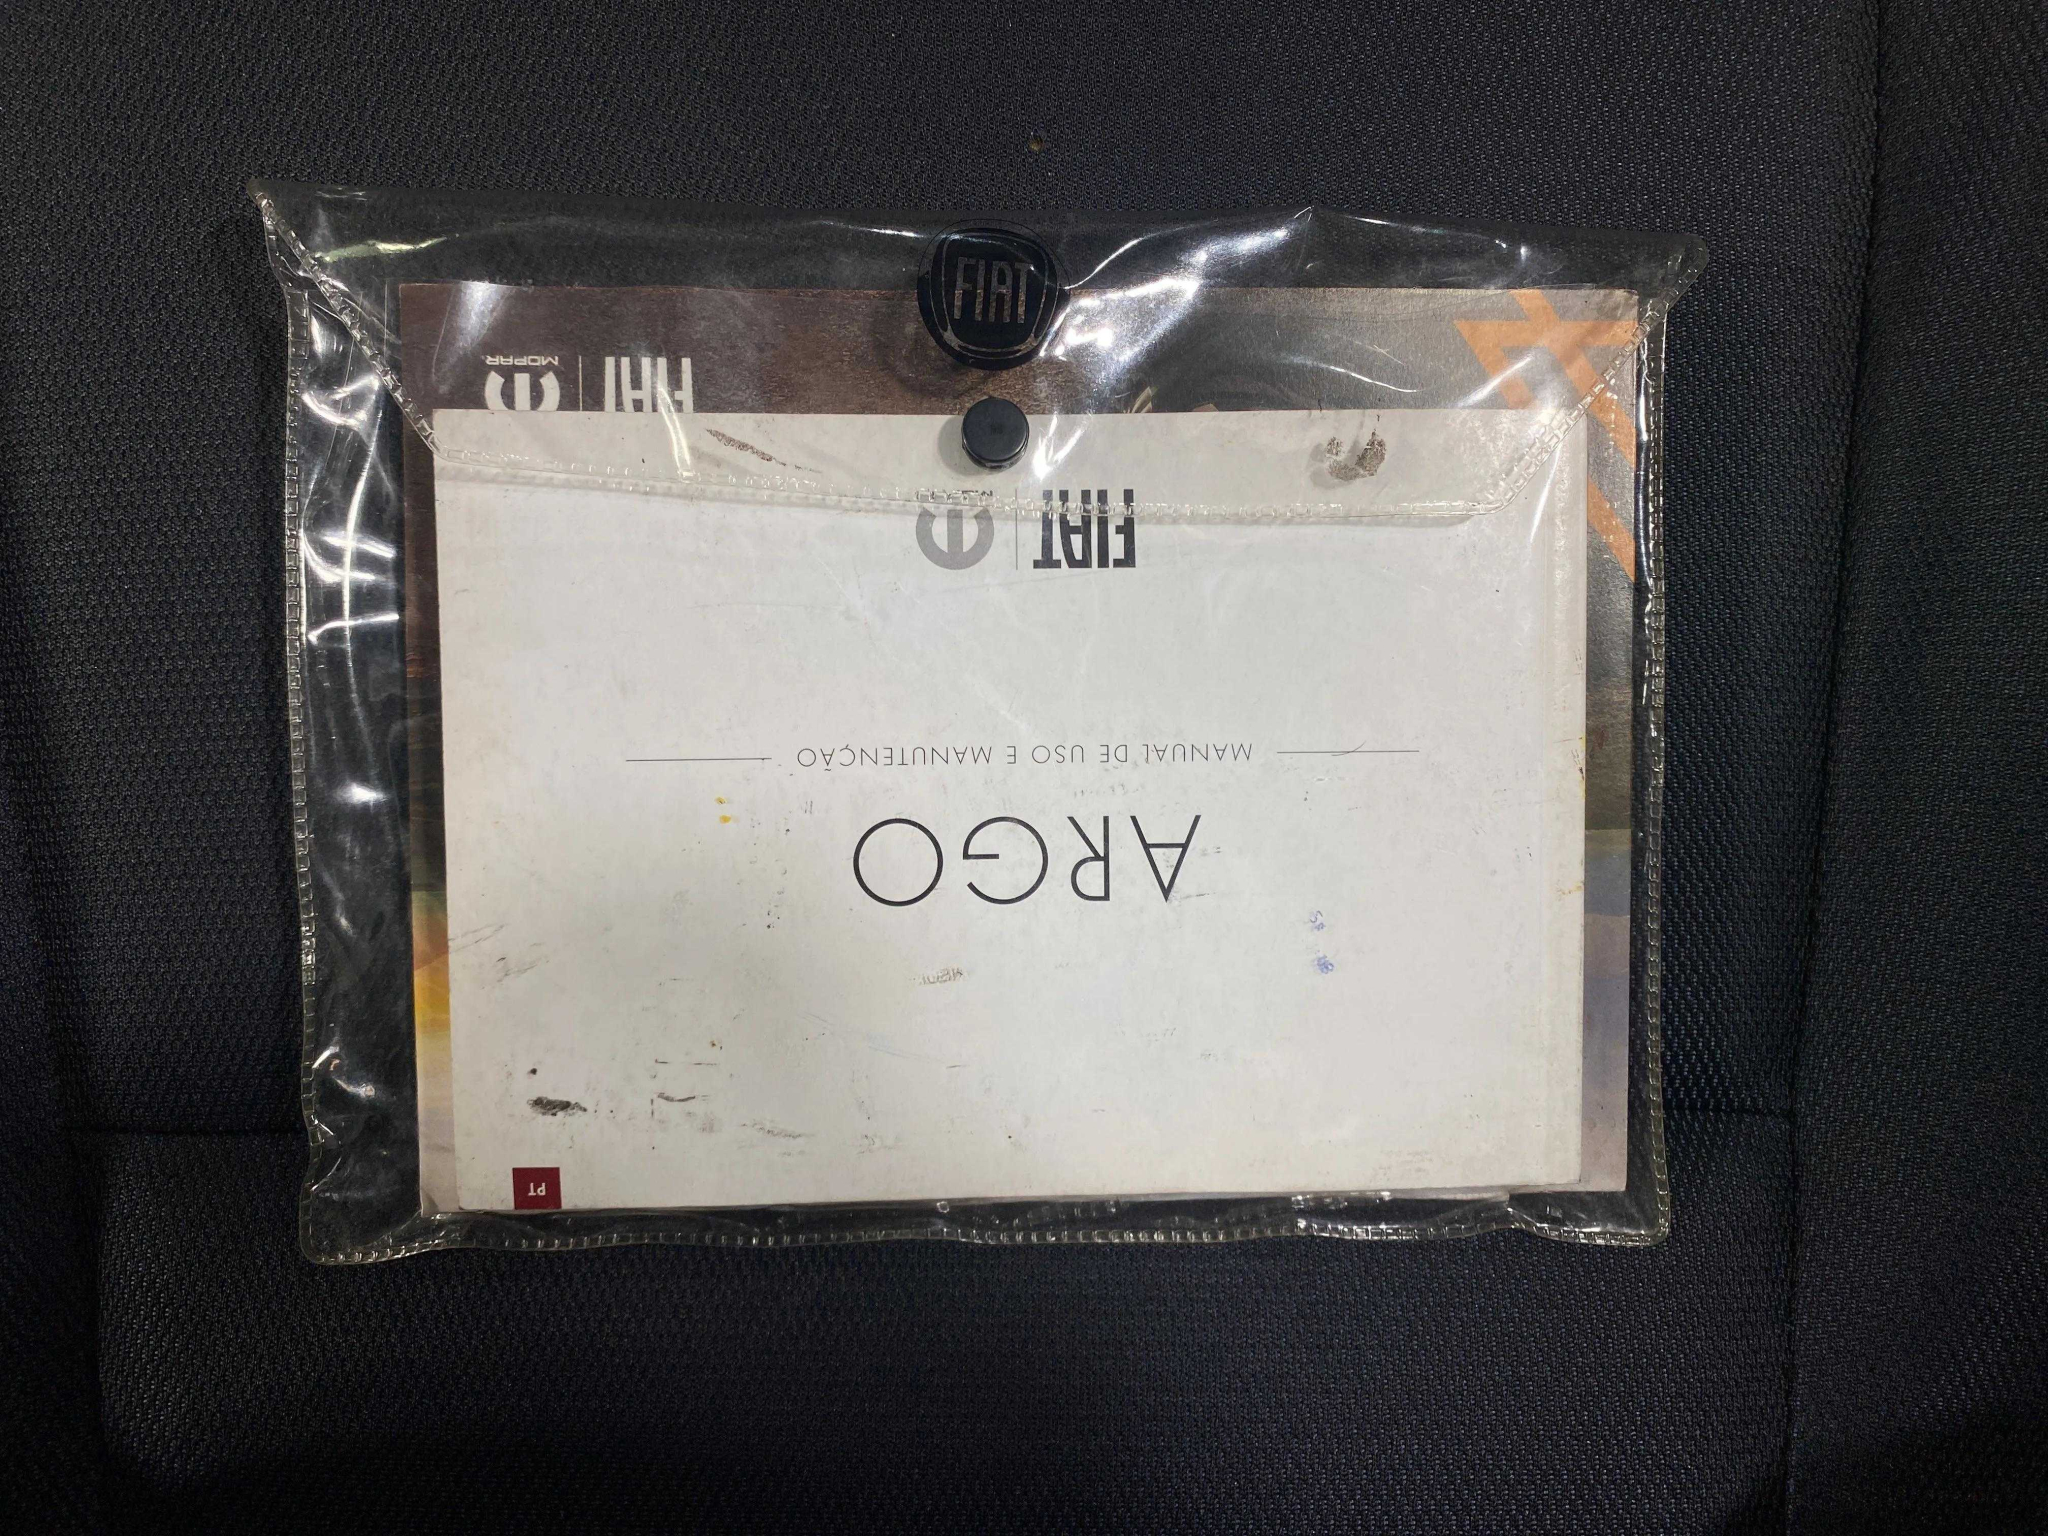 FIAT
FIAT
MOPAR
ARGO
MANUAL DE USO E MANUTENÇÃO
FIAT
PT